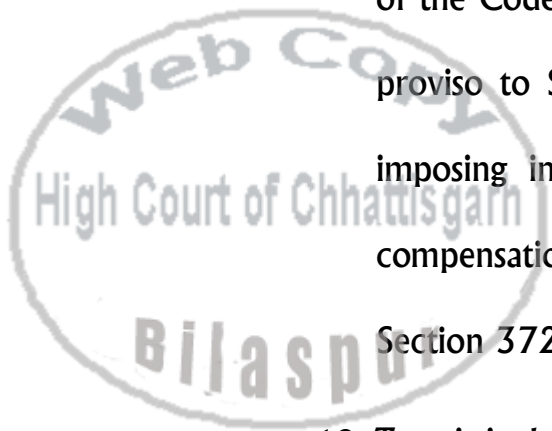 of the Code
proviso to S
imposing in
compensatio
Section 372
Web Copy
High Court of Chhattisgarh
Bilaspur